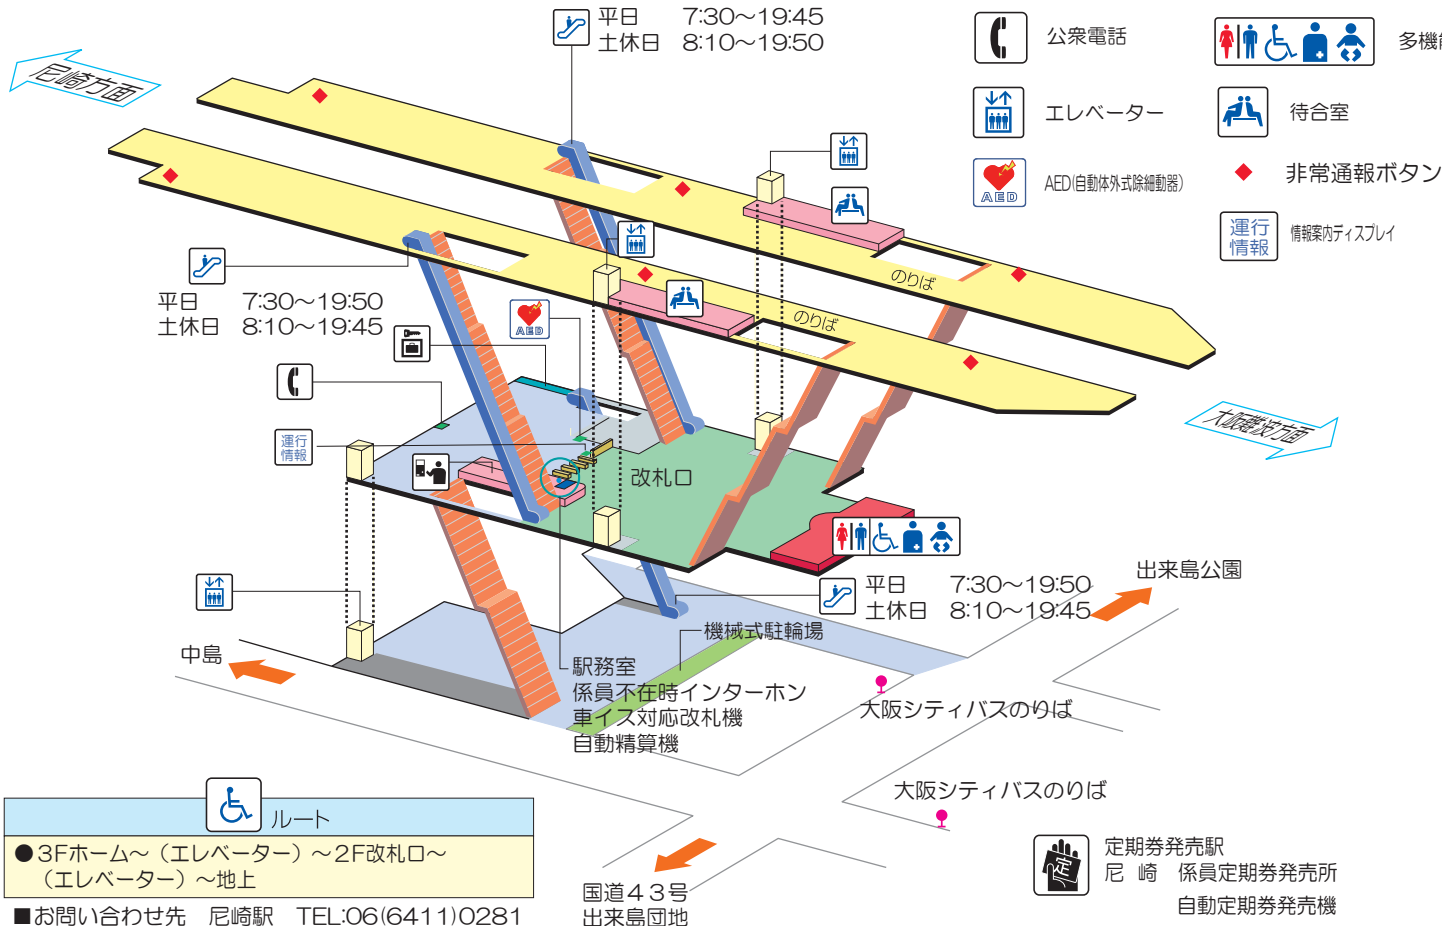 平日 7:30～19:45
土休日 8:10～19:50
公衆電話
多機
エレベーター
待合室
AED
AED(自動体外式除細動器)
非常通報ボタン
運行
情報
情報案内ディスプレイ
尼崎方面
のりば
のりば
平日 7:30～19:50
土休日 8:10～19:45
AED
運行
情報
改札口
大阪難波方面
平日 7:30～19:50
土休日 8:10～19:45
出来島公園
中島
機械式駐輪場
駅務室
係員不在時インターホン
車イス対応改札機
自動精算機
大阪シティバスのりば
大阪シティバスのりば
ルート
●3Fホーム～（エレベーター）～2F改札口～
（エレベーター）～地上
■お問い合わせ先 尼崎駅 TEL:06(6411)0281
国道43号
出来島団地
定
定期券発売駅
尼 崎 係員定期券発売所
自動定期券発売機